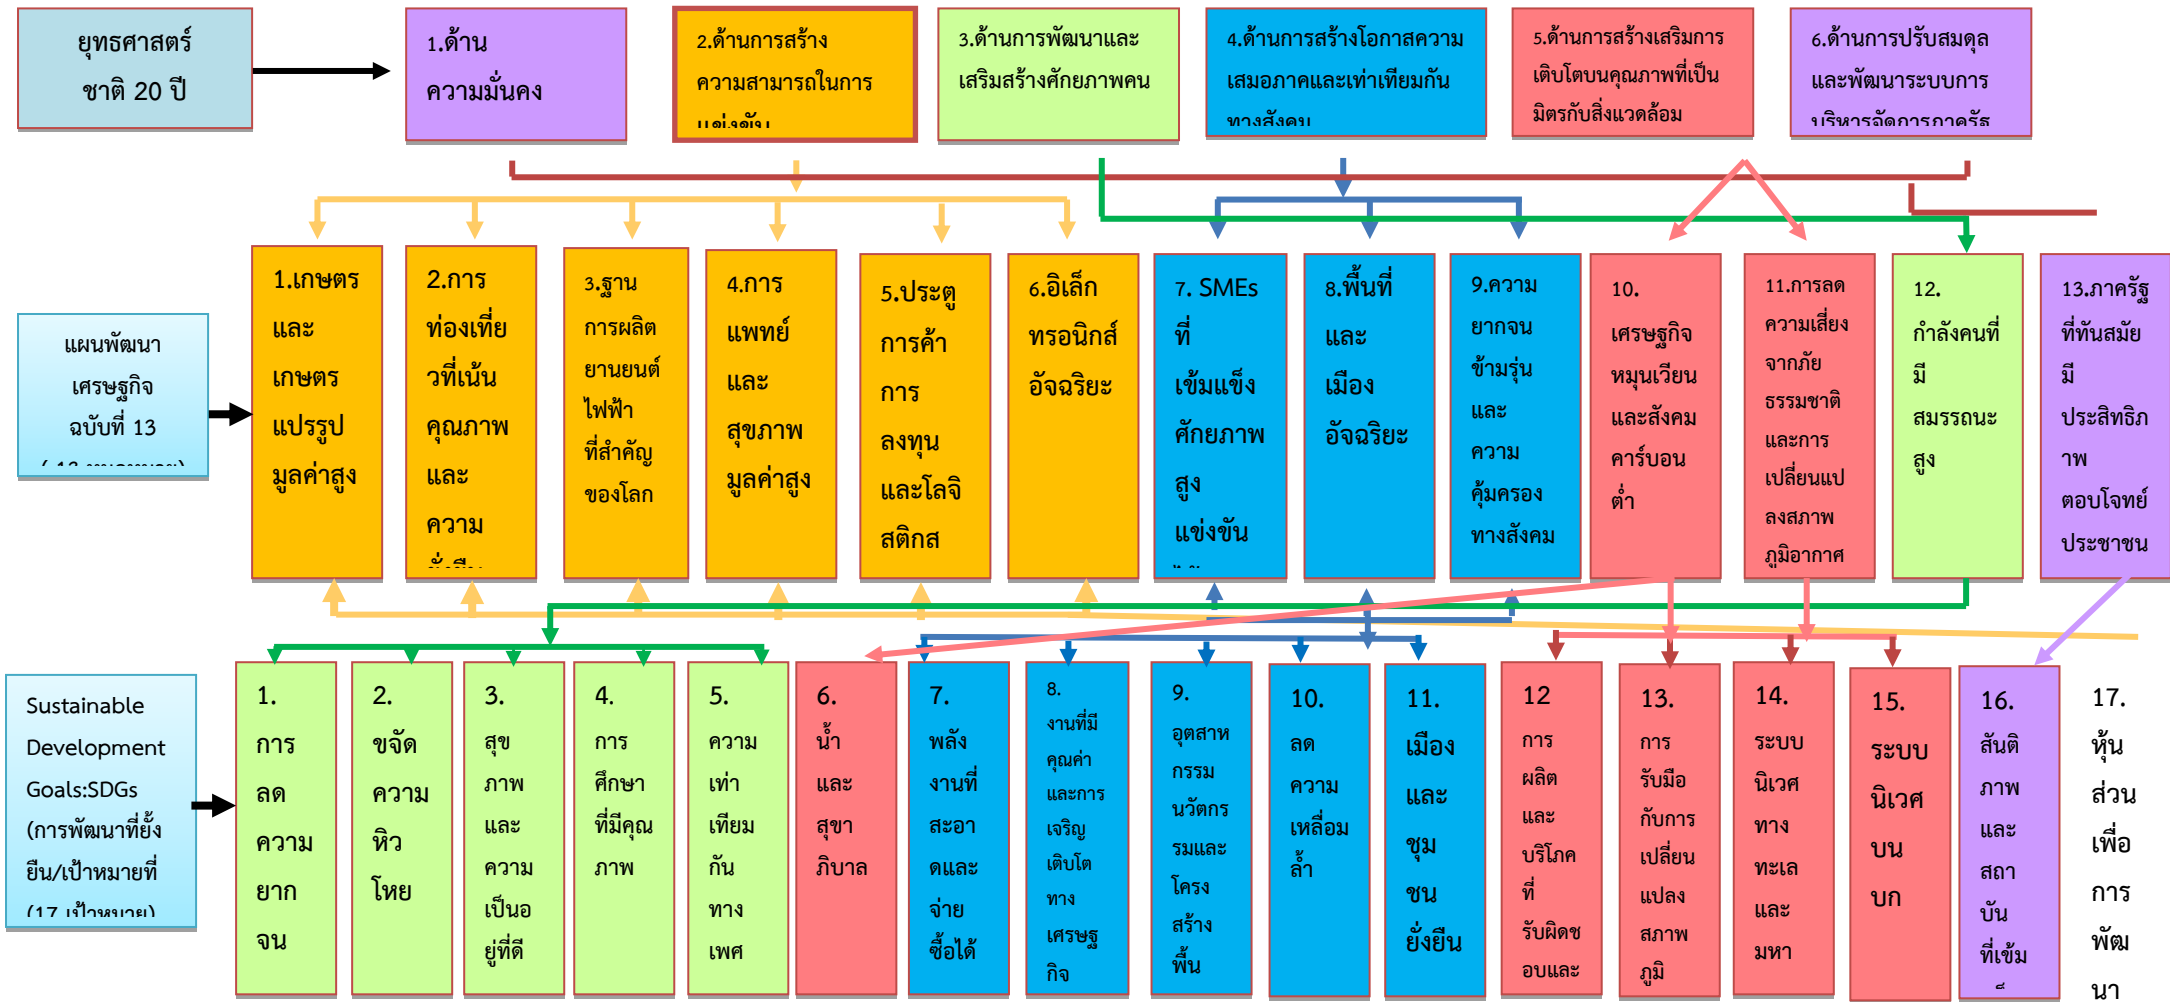 ยุทธศาสตร์
ชาติ 20 ปี
1.ด้าน
ความมั่นคง
2.ด้านการสร้าง
ความสามารถในการ
แข่งขัน
3.ด้านการพัฒนาและ
เสริมสร้างศักยภาพคน
4.ด้านการสร้างโอกาสความ
เสมอภาคและเท่าเทียมกัน
ทางสังคม
5.ด้านการสร้างเสริมการ
เติบโตบนคุณภาพที่เป็น
มิตรกับสิ่งแวดล้อม
6.ด้านการปรับสมดุล
และพัฒนาระบบการ
บริหารจัดการภาครัฐ
แผนพัฒนา
เศรษฐกิจ
ฉบับที่ 13
( 13 หมุดหมาย)
1.เกษตร
และ
เกษตร
แปรรูป
มูลค่าสูง
2.การ
ท่องเที่ย
วที่เน้น
คุณภาพ
และ
ความ
ยั่งยืน
3.ฐาน
การผลิต
ยานยนต์
ไฟฟ้า
ที่สำคัญ
ของโลก
4.การ
แพทย์
และ
สุขภาพ
มูลค่าสูง
5.ประตู
การค้า
การ
ลงทุน
และโลจิ
สติกส
6.อิเล็ก
ทรอนิกส์
อัจฉริยะ
7. SMEs
ที่
เข้มแข็ง
ศักยภาพ
สูง
แข่งขัน
8.พื้นที่
และ
เมือง
อัจฉริยะ
9.ความ
ยากจน
ข้ามรุ่น
และ
ความ
คุ้มครอง
ทางสังคม
10.
เศรษฐกิจ
หมุนเวียน
และสังคม
คาร์บอน
ต่ำ
11.การลด
ความเสี่ยง
จากภัย
ธรรมชาติ
และการ
เปลี่ยนแป
ลงสภาพ
ภูมิอากาศ
12.
กำลังคนที่
มี
สมรรถนะ
สูง
13.ภาครัฐ
ที่ทันสมัย
มี
ประสิทธิภ
าพ
ตอบโจทย์
ประชาชน
Sustainable
Development
Goals:SDGs
(การพัฒนาที่ยั่ง
ยืน/เป้าหมายที่
(17 เป้าหมาย)
1.
การ
ลด
ความ
ยาก
จน
2.
ขจัด
ความ
หิว
โหย
3.
สุข
ภาพ
และ
ความ
เป็นอ
ยู่ที่ดี
4.
การ
ศึกษา
ที่มีคุณ
ภาพ
5.
ความ
เท่า
เทียม
กัน
ทาง
เพศ
6.
น้ำ
และ
สุขา
ภิบาล
7.
พลัง
งานที่
สะอา
ดและ
จ่าย
ซื้อได้
8.
งานที่มี
คุณค่า
และการ
เจริญ
เติบโต
ทาง
เศรษฐ
กิจ
9.
อุตสาห
กรรม
นวัตกร
รมและ
โครง
สร้าง
พื้น
10.
ลด
ความ
เหลื่อม
ล้ำ
11.
เมือง
และ
ชุม
ชน
ยั่งยืน
12
การ
ผลิต
และ
บริโภค
ที่
รับผิดช
อบและ
13.
การ
รับมือ
กับการ
เปลี่ยน
แปลง
สภาพ
ภูมิ
14.
ระบบ
นิเวศ
ทาง
ทะเล
และ
มหา
15.
ระบบ
นิเวศ
บน
บก
16.
สันติ
ภาพ
และ
สถา
บัน
ที่เข้ม
17.
หุ้น
ส่วน
เพื่อ
การ
พัฒ
นา